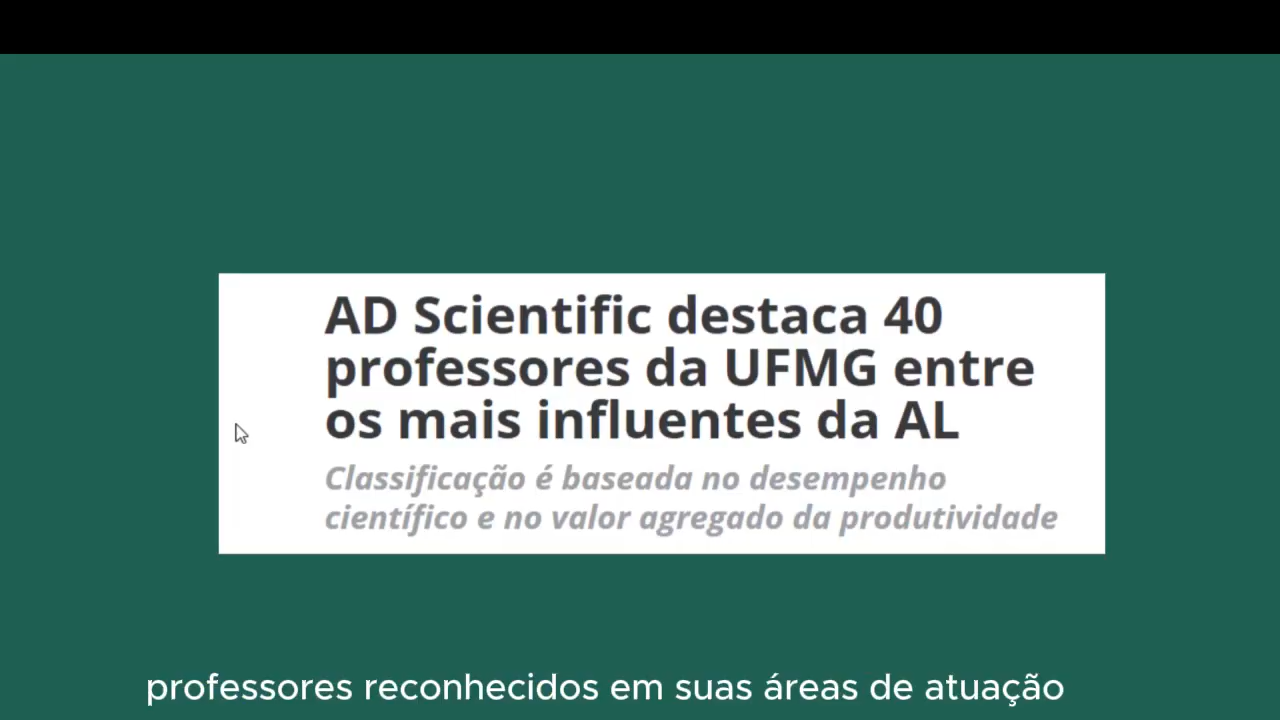 AD Scientific destaca 40
professores da UFMG entre
os mais influentes da AL
Classificação é baseada no desempenho
científico e no valor agregado da produtividade
professores reconhecidos em suas áreas de atuação